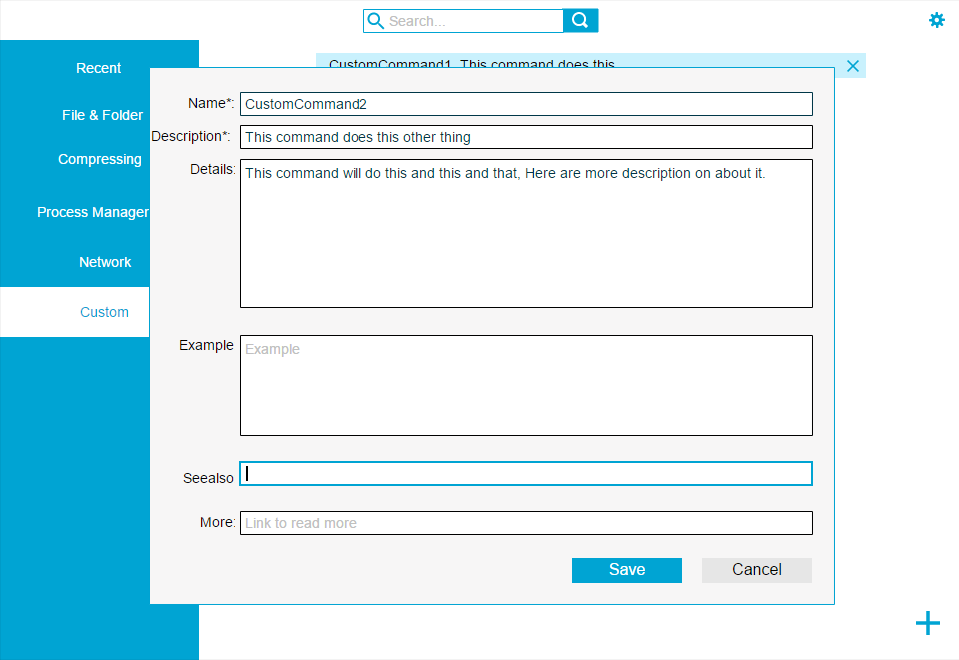 Search...
Recent
CustomCommand1, This command does this
File & Folder
Compressing
Process Manager
Network
Custom
Name*: CustomCommand2
Description*: This command does this other thing
Details: This command will do this and this and that, Here are more description on about it.
Example Example
Seealso
More: Link to read more
Save Cancel